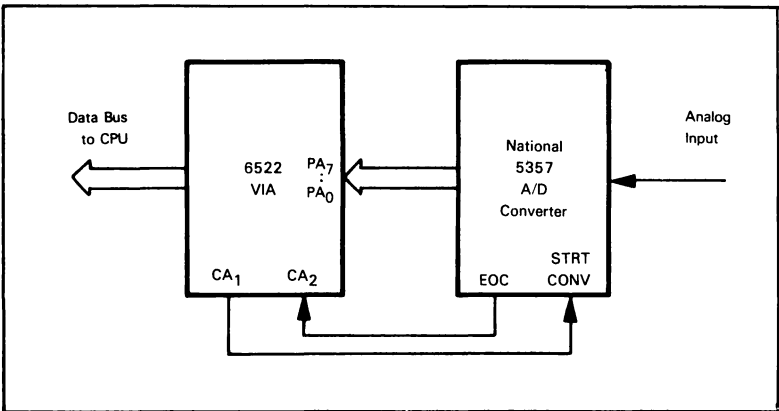 Data Bus
to CPU
6522
VIA
PA7
:
PA0
CA1
CA2
National
5357
A/D
Converter
EOC
STRT
CONV
Analog
Input